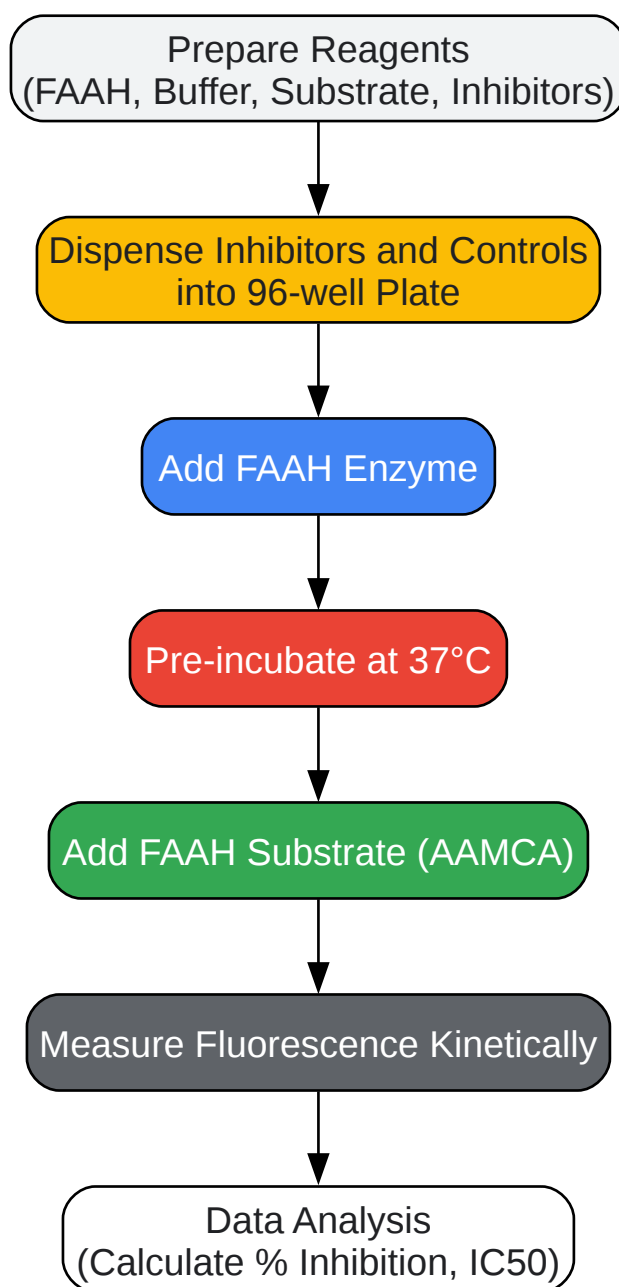 Prepare Reagents
(FAAH, Buffer, Substrate, Inhibitors)
Dispense Inhibitors and Controls
into 96-well Plate
Add FAAH Enzyme
Pre-incubate at 37°C
Add FAAH Substrate (AAMCA)
Measure Fluorescence Kinetically
Data Analysis
(Calculate % Inhibition, IC50)